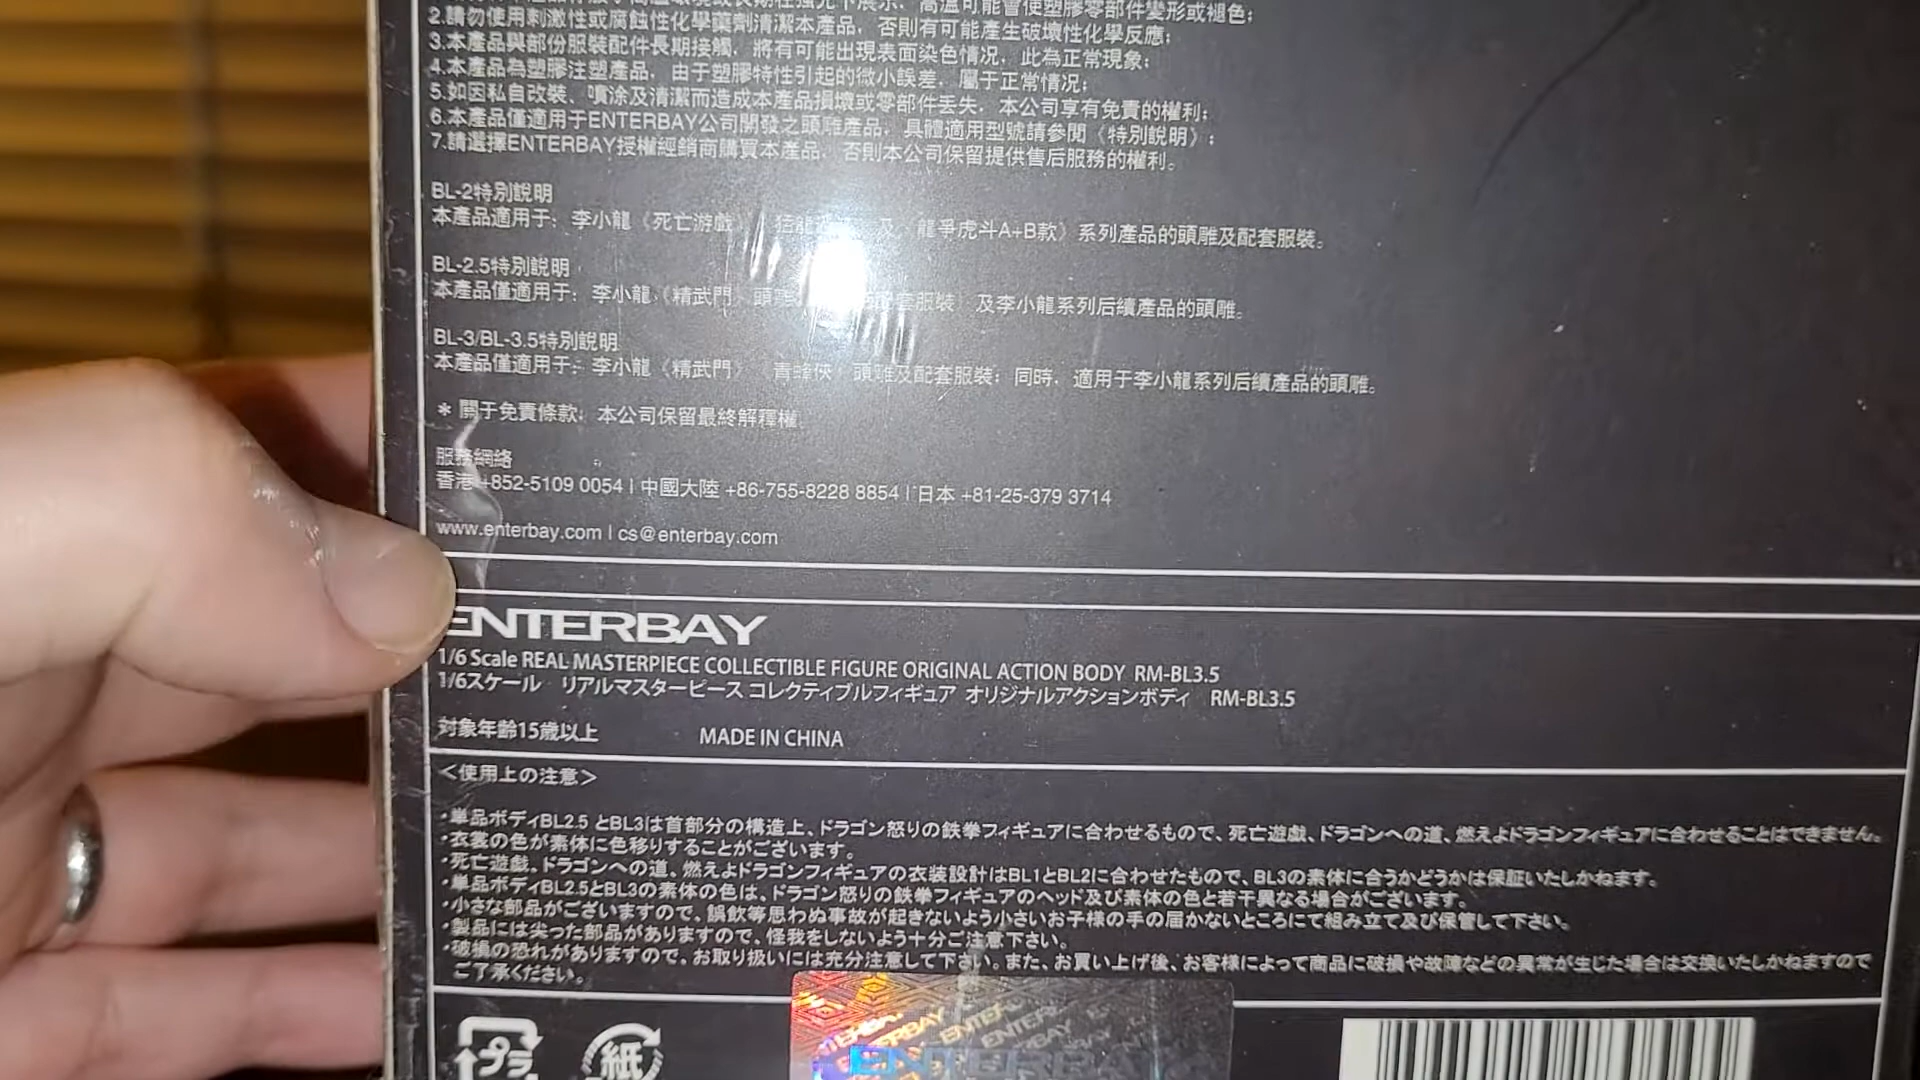 高溫可能會使塑膠零部件變形或褪色;
2.請勿使用刺激性或腐蝕性化學藥劑清潔本產品，否則有可能產生破壞性化學反應;
3.本產品與部份服裝配件長期接觸，將有可能出現表面染色情況，此為正常現象;
4.本產品為塑膠注塑產品，由于塑膠特性引起的微小誤差，屬于正常情况;
5.如因私自改裝、噴涂及清潔而造成本產品損壞或零部件丟失，本公司享有免責的權利;
6.本產品僅適用于ENTERBAY公司開發之頭雕產品，具體適用型號請參閱《特別說明》;
7.請選擇ENTERBAY授權經銷商購買本產品，否則本公司保留提供售后服務的權利。
BL-2特別說明
本產品適用于：李小龍《死亡游戲 猛龍 及 龍爭虎斗A+B款》系列產品的頭雕及配套服裝。
BL-2.5特別說明
本產品僅適用于：李小龍《精武門 頭 配套服裝》及李小龍系列后續產品的頭雕。
BL-3/BL-3.5特別說明
本產品僅適用于：李小龍《精武門》 青蜂俠 頭雕及配套服裝；同時，適用于李小龍系列后續產品的頭雕。
* 關于免責條款，本公司保留最終解釋權
服務網絡
香港 +852-5109 0054 | 中國大陸 +86-755-8228 8854 | 日本 +81-25-379 3714
www.enterbay.com | cs@enterbay.com
ENTERBAY
1/6 Scale REAL MASTERPIECE COLLECTIBLE FIGURE ORIGINAL ACTION BODY RM-BL3.5
1/6スケール リアルマスターピース コレクティブルフィギュア オリジナルアクションボディ RM-BL3.5
対象年齢15歳以上 MADE IN CHINA
＜使用上の注意＞
・単品ボディBL2.5 とBL3は首部分の構造上、ドラゴン怒りの鉄拳フィギュアに合わせるもので、死亡遊戯、ドラゴンへの道、燃えよドラゴンフィギュアに合わせることはできません。
・衣裳の色が素体に色移りすることがございます。
・死亡遊戯。ドラゴンへの道。燃えよドラゴンフィギュアの衣装設計はBL1とBL2に合わせたもので、BL3の素体に合うかどうかは保証いたしかねます。
・単品ボディBL2.5とBL3の素体の色は、ドラゴン怒りの鉄拳フィギュアのヘッド及び素体の色と若干異なる場合がございます。
・小さな部品がございますので、誤飲等思わぬ事故が起きないよう小さいお子様の手の届かないところにて組み立て及び保管して下さい。
・製品には尖った部品がありますので、怪我をしないよう十分ご注意下さい。
・破損の恐れがありますので、お取り扱いには充分注意して下さい。また、お買い上げ後、お客様によって商品に破損や故障などの異常が生じた場合は交換いたしかねますので
ご了承ください。
プラ 紙
ENTERBAY